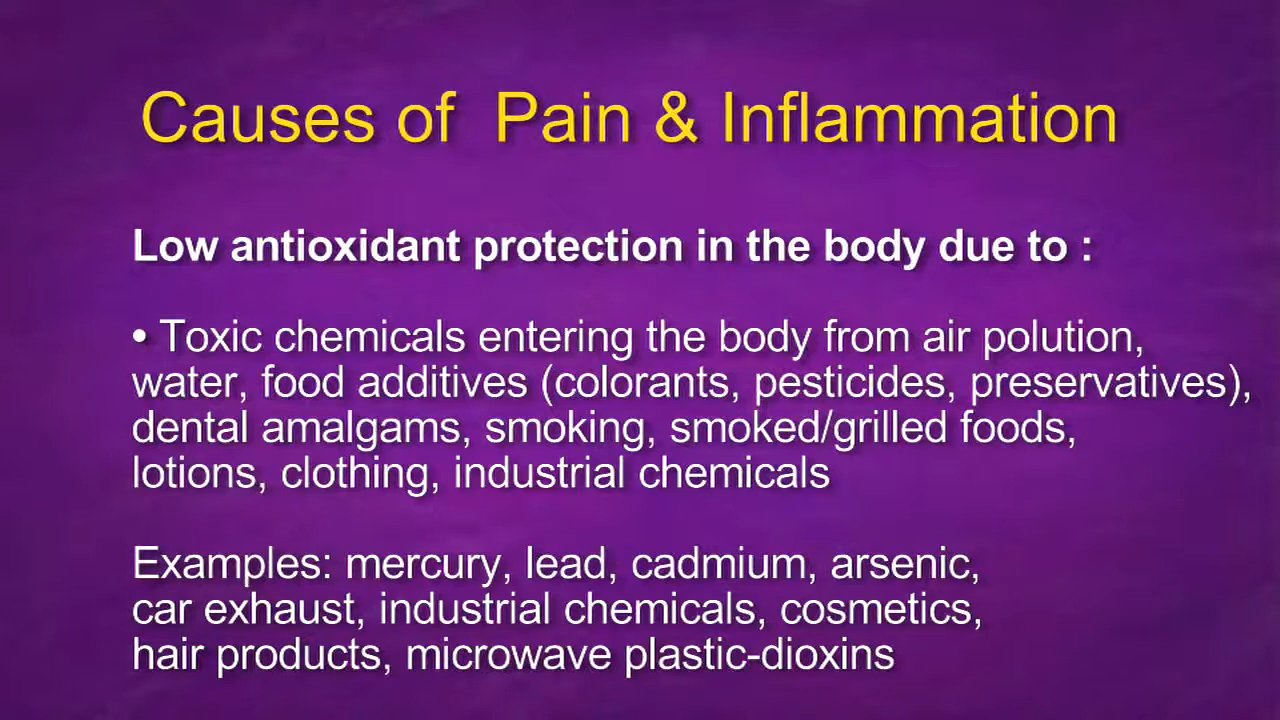 Causes of Pain & Inflammation
Low antioxidant protection in the body due to :
• Toxic chemicals entering the body from air polution,
water, food additives (colorants, pesticides, preservatives),
dental amalgams, smoking, smoked/grilled foods,
lotions, clothing, industrial chemicals
Examples: mercury, lead, cadmium, arsenic,
car exhaust, industrial chemicals, cosmetics,
hair products, microwave plastic-dioxins